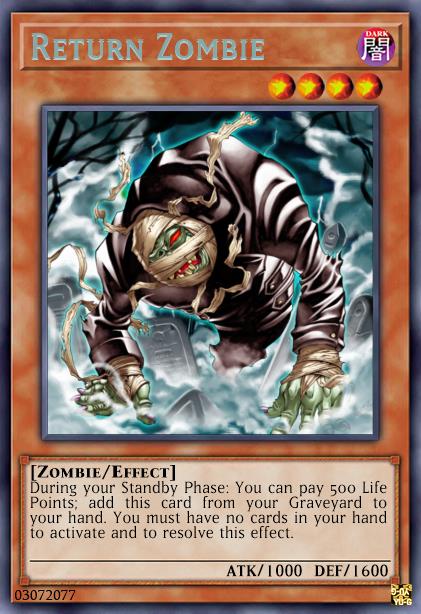 Return Zombie
DARK
闇
[Zombie/Effect]
During your Standby Phase: You can pay 500 Life
Points; add this card from your Graveyard to
your hand. You must have no cards in your hand
to activate and to resolve this effect.
ATK/1000 DEF/1600
03072077